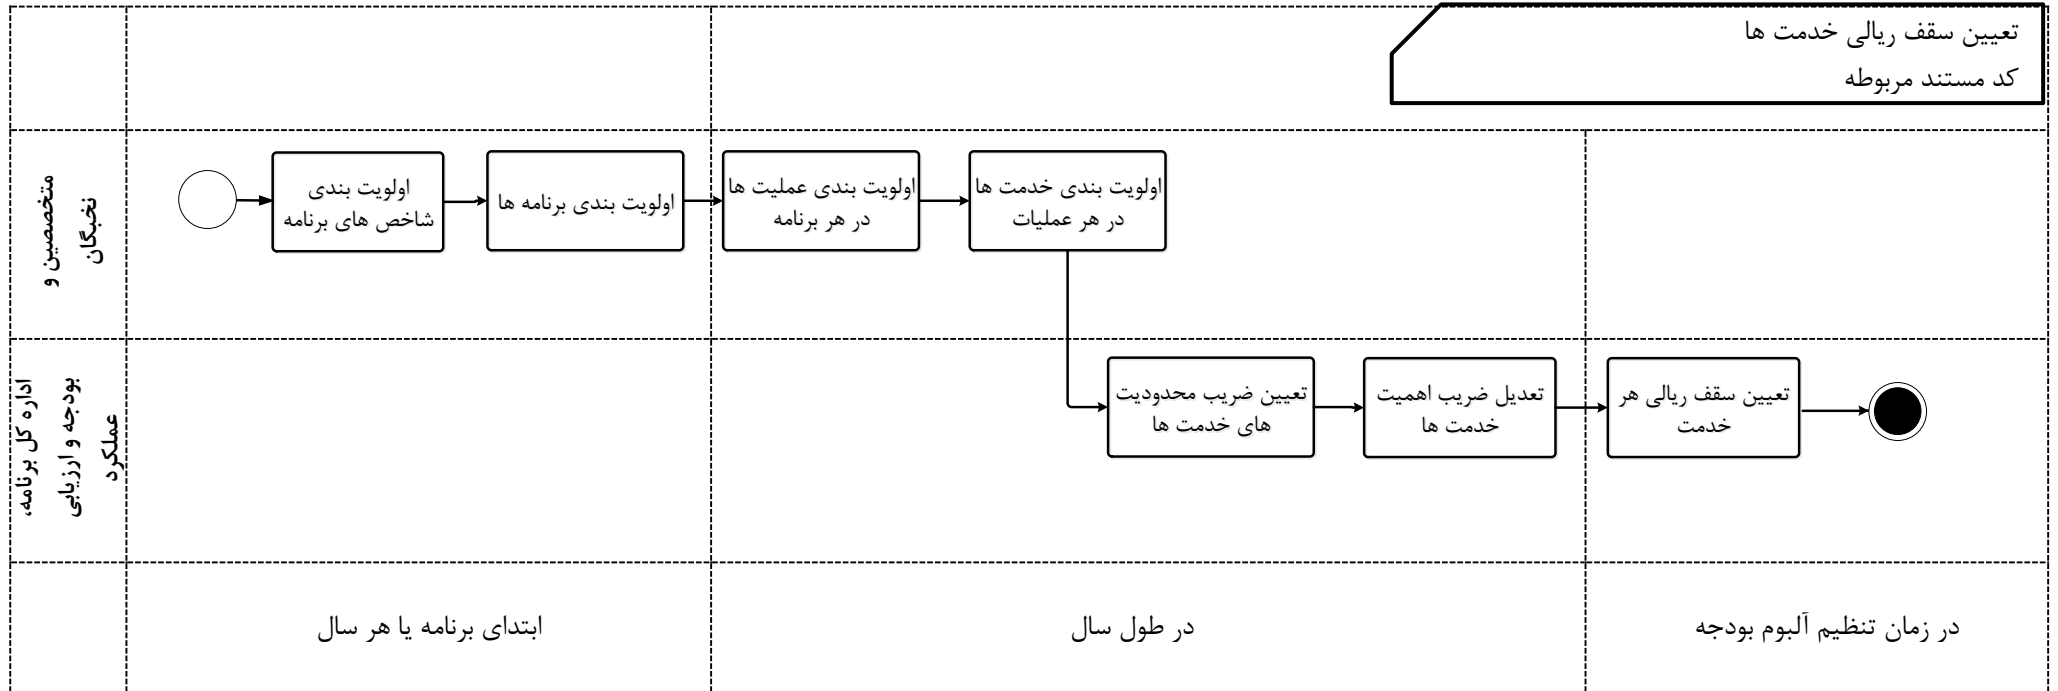 تعیین سقف ریالی خدمت ها
کد مستند مربوطه
متخصصین و
نخبگان
اولویت بندی
شاخص های برنامه
اولویت بندی برنامه ها
اولویت بندی عملیت ها
در هر برنامه
اولویت بندی خدمت ها
در هر عملیات
اداره کل برنامه،
بودجه و ارزیابی
عملکرد
تعیین ضریب محدودیت
های خدمت ها
تعدیل ضریب اهمیت
خدمت ها
تعیین سقف ریالی هر
خدمت
ابتدای برنامه یا هر سال
در طول سال
در زمان تنظیم آلبوم بودجه